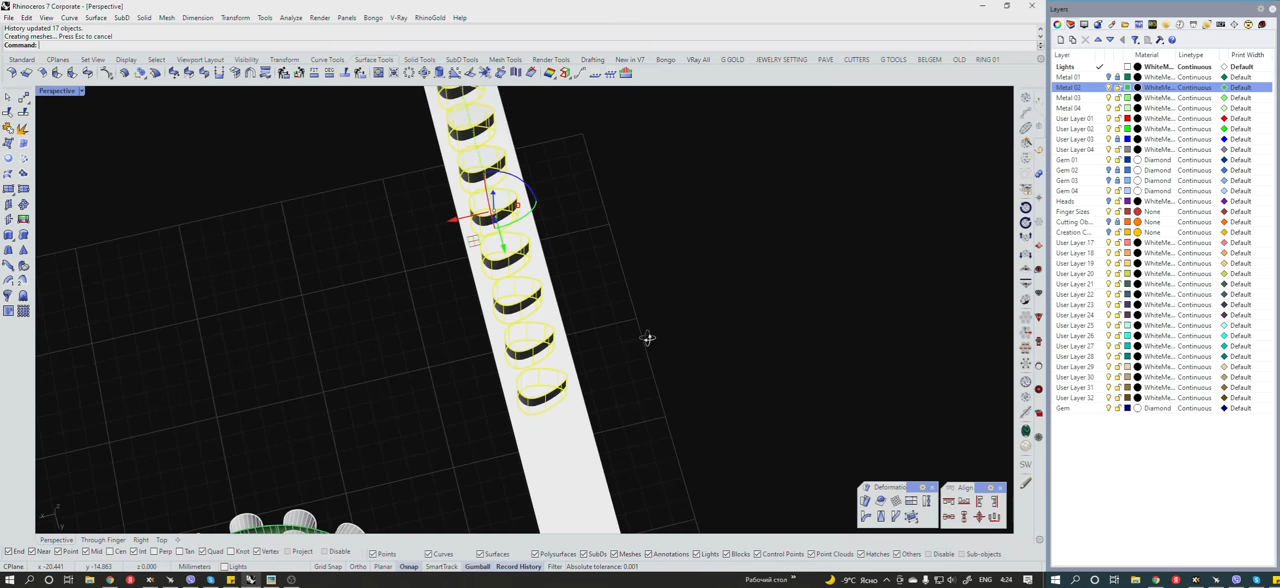 Rhinoceros 7 Corporate - [Perspective]
File Edit View Curve Surface SubD Solid Mesh Dimension Transform Tools Analyze Render Panels Bongo V-Ray RhinoGold Help
History updated 17 objects.
Creating meshes... Press Esc to cancel
Command:
Standard CPlanes Set View Display Select Viewport Layout Visibility Transform Curve Tools Surface Tools Solid Tools SubD Tools Mesh Tools Render Tools Drafting New in V7 Bongo VRay All G GOLD JEWELRY SETTING PAVE CUTTERS G TOOLS BELGEM OLD RING 01
Perspective
Layers
Layer Material Linetype Print Width
Lights WhiteM... Continuous Default
Metal 01 WhiteMe... Continuous Default
Metal 02 WhiteMe... Continuous Default
Metal 03 WhiteMe... Continuous Default
Metal 04 WhiteMe... Continuous Default
User Layer 01 WhiteMe... Continuous Default
User Layer 02 WhiteMe... Continuous Default
User Layer 03 WhiteMe... Continuous Default
User Layer 04 WhiteMe... Continuous Default
Gem 01 Diamond Continuous Default
Gem 02 Diamond Continuous Default
Gem 03 Diamond Continuous Default
Gem 04 Diamond Continuous Default
Heads WhiteMe... Continuous Default
Finger Sizes None Continuous Default
Cutting Ob... None Continuous Default
Creation C... None Continuous Default
User Layer 17 WhiteMe... Continuous Default
User Layer 18 WhiteMe... Continuous Default
User Layer 19 WhiteMe... Continuous Default
User Layer 20 WhiteMe... Continuous Default
User Layer 21 WhiteMe... Continuous Default
User Layer 22 WhiteMe... Continuous Default
User Layer 23 WhiteMe... Continuous Default
User Layer 24 WhiteMe... Continuous Default
User Layer 25 WhiteMe... Continuous Default
User Layer 26 WhiteMe... Continuous Default
User Layer 27 WhiteMe... Continuous Default
User Layer 28 WhiteMe... Continuous Default
User Layer 29 WhiteMe... Continuous Default
User Layer 30 WhiteMe... Continuous Default
User Layer 31 WhiteMe... Continuous Default
User Layer 32 WhiteMe... Continuous Default
Gem Diamond Continuous Default
SW
Deformatio Align
x y
Perspective Through Finger Right Top
End Near Point Mid Cen Int Perp Tan Quad Knot Vertex Project Disable Points Curves Surfaces Polysurfaces SubDs Meshes Annotations Lights Blocks Control Points Point Clouds Hatches Others Disable Sub-objects
CPlane x -20.441 y -14.863 z 0.000 Millimeters Lights Grid Snap Ortho Planar Osnap SmartTrack Gumball Record History Filter Absolute tolerance: 0.001
Рабочий стол -9°C Ясно ENG 4:24